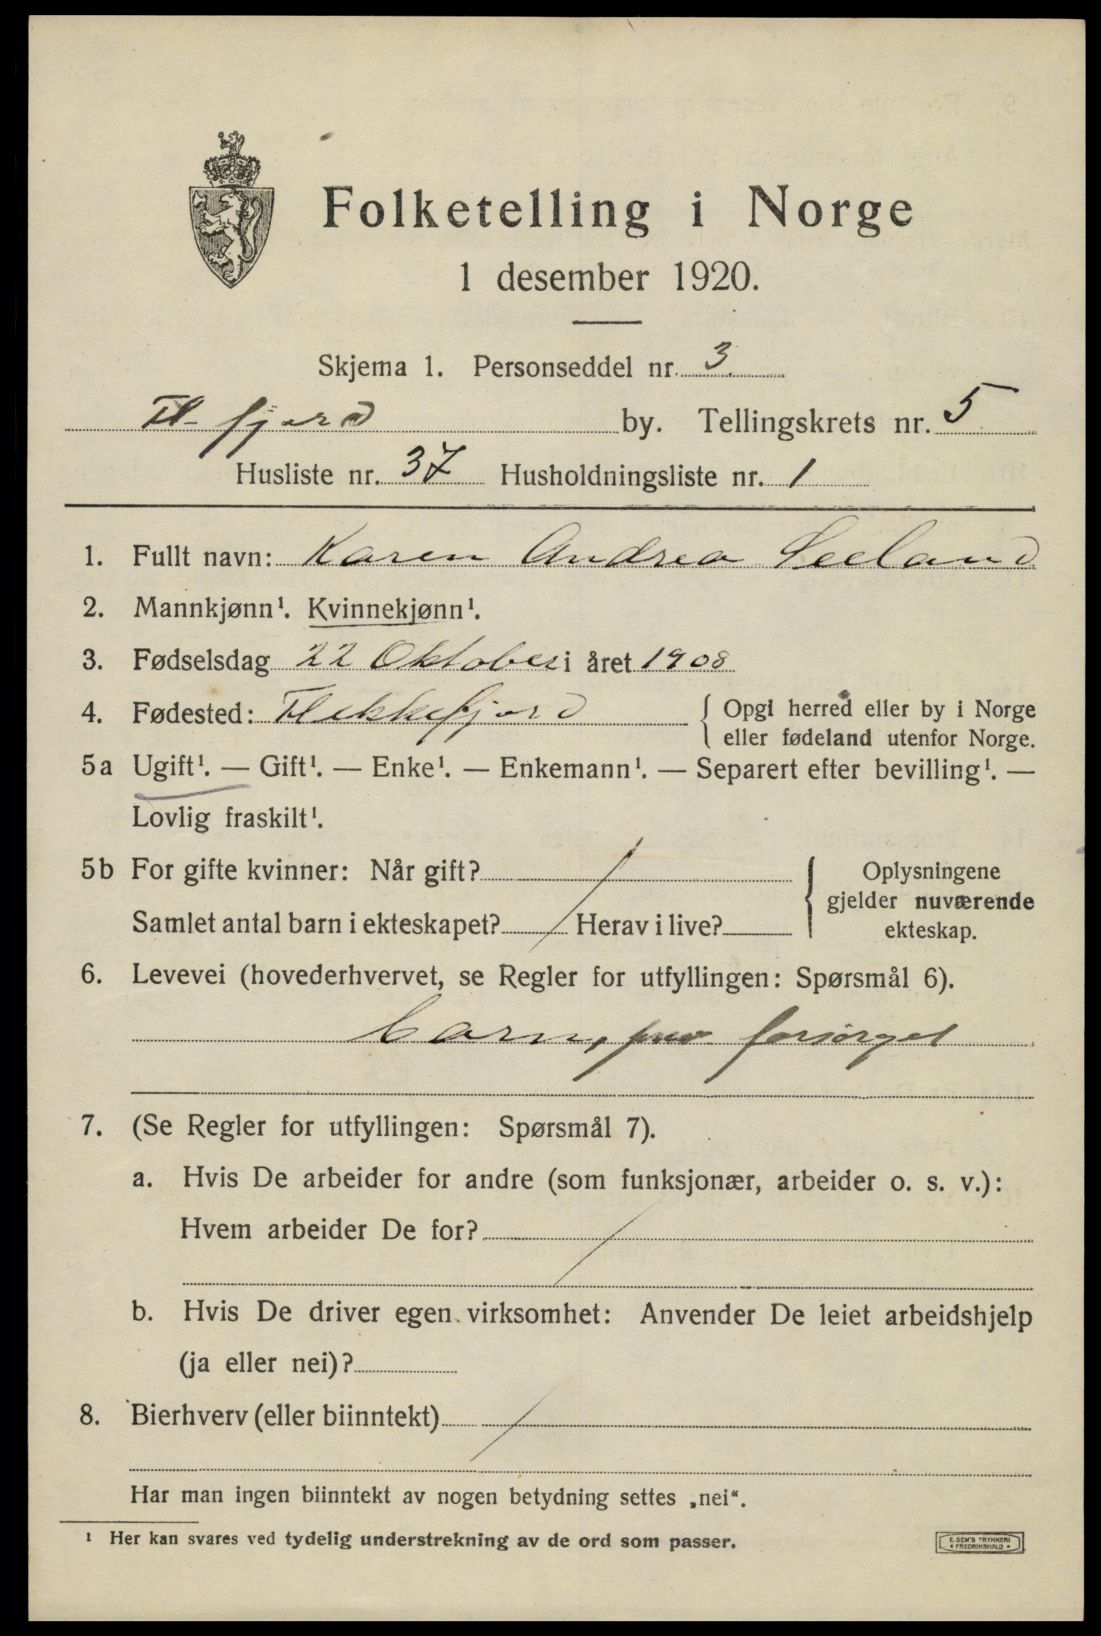 Folketelling i Norge
1 desember 1920.
Skjema 1. Personseddel nr. 3.
Fl-fjord by. Tellingskrets nr. 5
Husliste nr. 37 Husholdningsliste nr. 1
1. Fullt navn: Karen Andrea Seeland
2. Mannkjønn¹. Kvinnekjønn¹.
3. Fødselsdag 22 Oktober i året 1908
4. Fødested: Flekkefjord { Opgi herred eller by i Norge
eller fødeland utenfor Norge.
5a Ugift¹. — Gift¹. — Enke¹. — Enkemann¹. — Separert efter bevilling¹. —
Lovlig fraskilt¹.
5b For gifte kvinner: Når gift?
Samlet antal barn i ekteskapet? Herav i live?
Oplysningene
gjelder nuværende
ekteskap.
6. Levevei (hovederhvervet, se Regler for utfyllingen: Spørsmål 6).
barn, forsørget
7. (Se Regler for utfyllingen: Spørsmål 7).
a. Hvis De arbeider for andre (som funksjonær, arbeider o. s. v.):
Hvem arbeider De for?
b. Hvis De driver egen virksomhet: Anvender De leiet arbeidshjelp
(ja eller nei)?
8. Bierhverv (eller biinntekt)
Har man ingen biinntekt av nogen betydning settes „nei“.
¹ Her kan svares ved tydelig understrekning av de ord som passer.
E. SEM'S TRYKKERI
FREDRIKSHALD